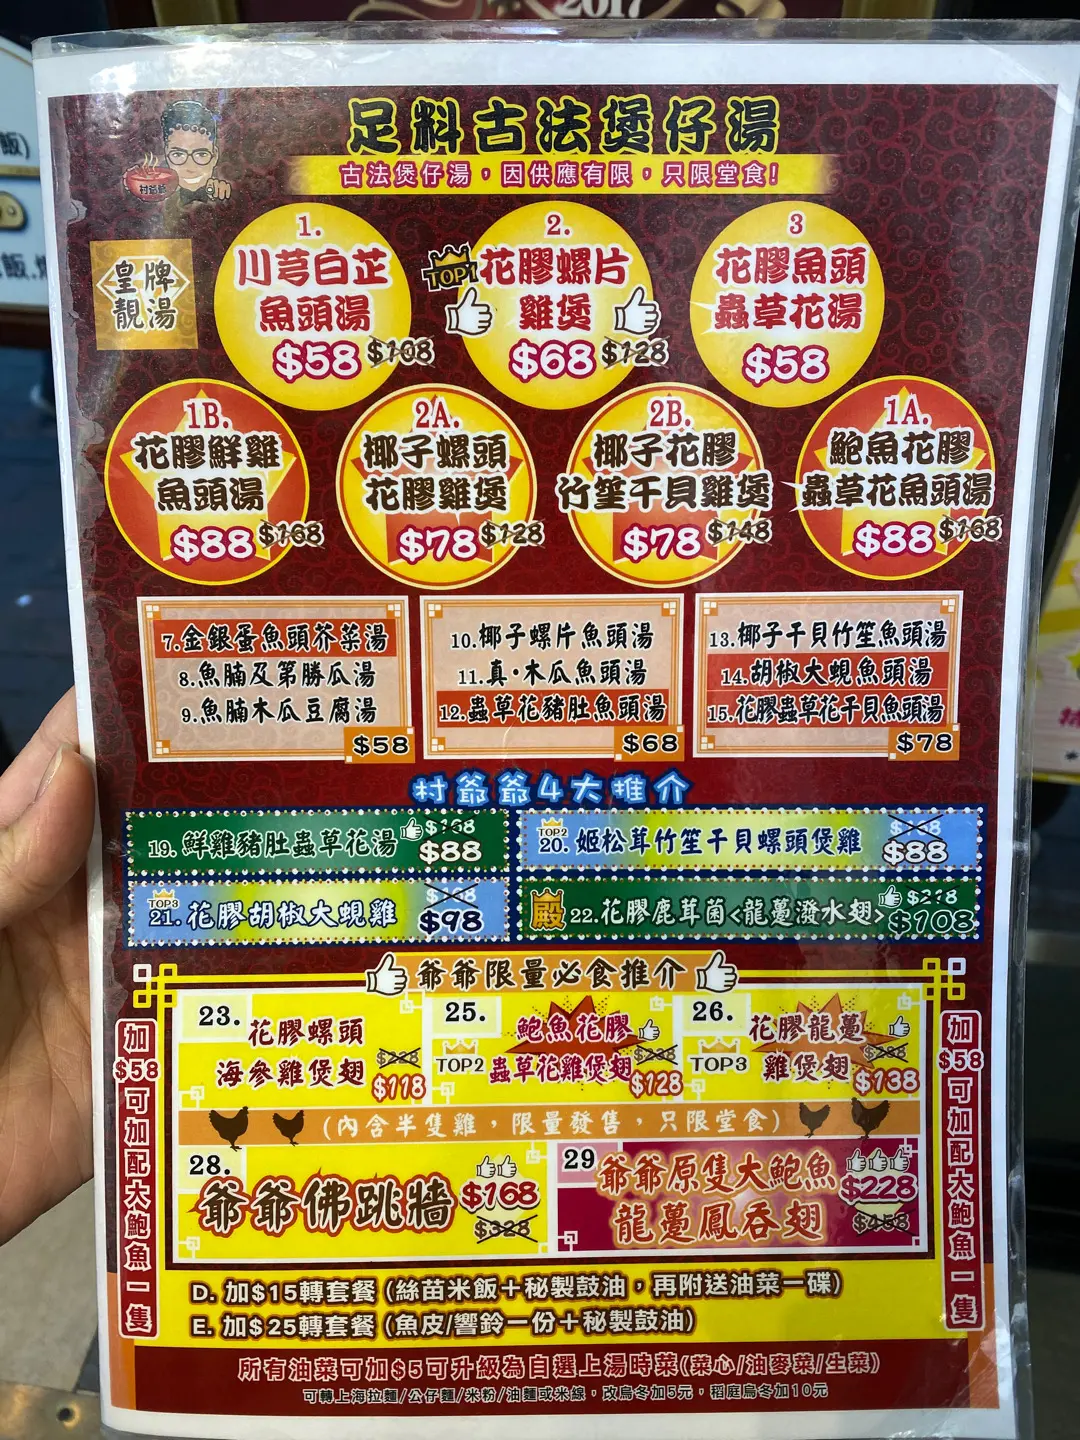 2017
飯)
飯.
足料古法煲仔湯
古法煲仔湯，因供應有限，只限堂食!
村爺爺
皇牌
靚湯
1.
川芎白芷
魚頭湯
$58 $108
2.
TOP1
花膠螺片
雞煲
$68 $128
3
花膠魚頭
蟲草花湯
$58
1B.
花膠鮮雞
魚頭湯
$88 $168
2A.
椰子螺頭
花膠雞煲
$78 $128
2B.
椰子花膠
竹笙干貝雞煲
$78 $148
1A.
鮑魚花膠
蟲草花魚頭湯
$88 $168
7.金銀蛋魚頭芥菜湯
8.魚腩及第勝瓜湯
9.魚腩木瓜豆腐湯
$58
10.椰子螺片魚頭湯
11.真·木瓜魚頭湯
12.蟲草花豬肚魚頭湯
$68
13.椰子干貝竹笙魚頭湯
14.胡椒大蜆魚頭湯
15.花膠蟲草花干貝魚頭湯
$78
村爺爺4大推介
19.鮮雞豬肚蟲草花湯 $168 $88
TOP2
20.姬松茸竹笙干貝螺頭煲雞 $88
TOP3
21.花膠胡椒大蜆雞 $168 $98
殿 22.花膠鹿茸菌<龍躉潑水翅> $218 $108
爺爺限量必食推介
23.
花膠螺頭
海參雞煲翅 $228 $118
25.
TOP2
鮑魚花膠
蟲草花雞煲翅 $238 $128
26.
TOP3
花膠龍躉
雞煲翅 $288 $138
(內含半隻雞，限量發售，只限堂食)
28.
爺爺佛跳牆 $168 $328
29
爺爺原隻大鮑魚
龍躉鳳吞翅 $228 $458
加$58可加配大鮑魚一隻
加$58可加配大鮑魚一隻
D. 加$15轉套餐 (絲苗米飯＋秘製鼓油，再附送油菜一碟)
E. 加$25轉套餐 (魚皮/響鈴一份＋秘製鼓油)
所有油菜可加$5可升級為自選上湯時菜(菜心/油麥菜/生菜)
可轉上海拉麵/公仔麵/米粉/油麵或米線，改烏冬加5元，稻庭烏冬加10元